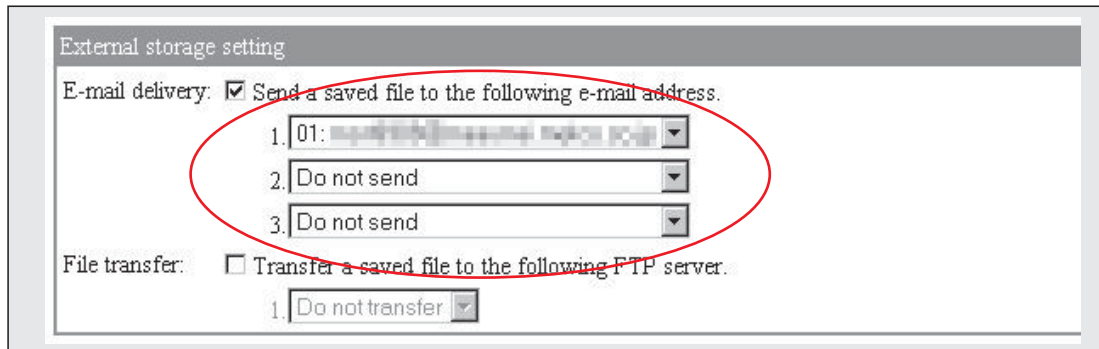 External storage setting
E-mail delivery: Send a saved file to the following e-mail address.
1. 01:
2. Do not send
3. Do not send
File transfer: Transfer a saved file to the following FTP server.
1. Do not transfer